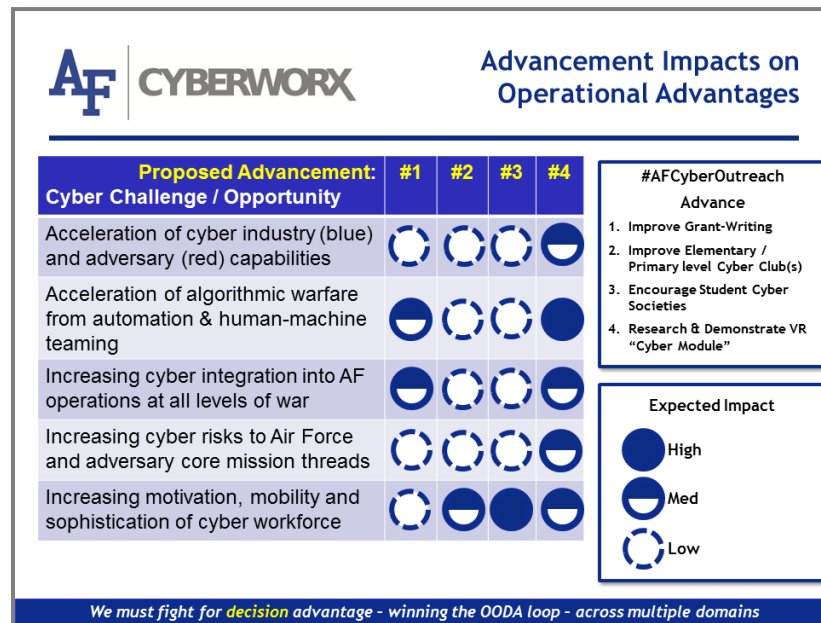 AF CYBERWORX
Advancement Impacts on
Operational Advantages
Proposed Advancement: #1 #2 #3 #4
Cyber Challenge / Opportunity
Acceleration of cyber industry (blue)
and adversary (red) capabilities
Acceleration of algorithmic warfare
from automation & human-machine
teaming
Increasing cyber integration into AF
operations at all levels of war
Increasing cyber risks to Air Force
and adversary core mission threads
Increasing motivation, mobility and
sophistication of cyber workforce
#AFCyberOutreach
Advance
1. Improve Grant-Writing
2. Improve Elementary /
Primary level Cyber Club(s)
3. Encourage Student Cyber
Societies
4. Research & Demonstrate VR
“Cyber Module”
Expected Impact
High
Med
Low
We must fight for decision advantage – winning the OODA loop – across multiple domains